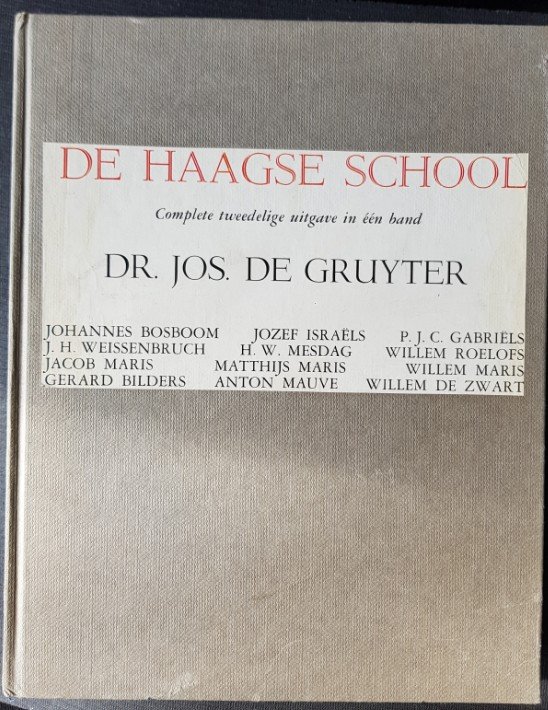 DE HAAGSE SCHOOL
Complete tweedelige uitgave in één band
DR. JOS. DE GRUYTER
JOHANNES BOSBOOM JOZEF ISRAËLS P. J. C. GABRIËLS
J. H. WEISSENBRUCH H. W. MESDAG WILLEM ROELOFS
JACOB MARIS MATTHIJS MARIS WILLEM MARIS
GERARD BILDERS ANTON MAUVE WILLEM DE ZWART